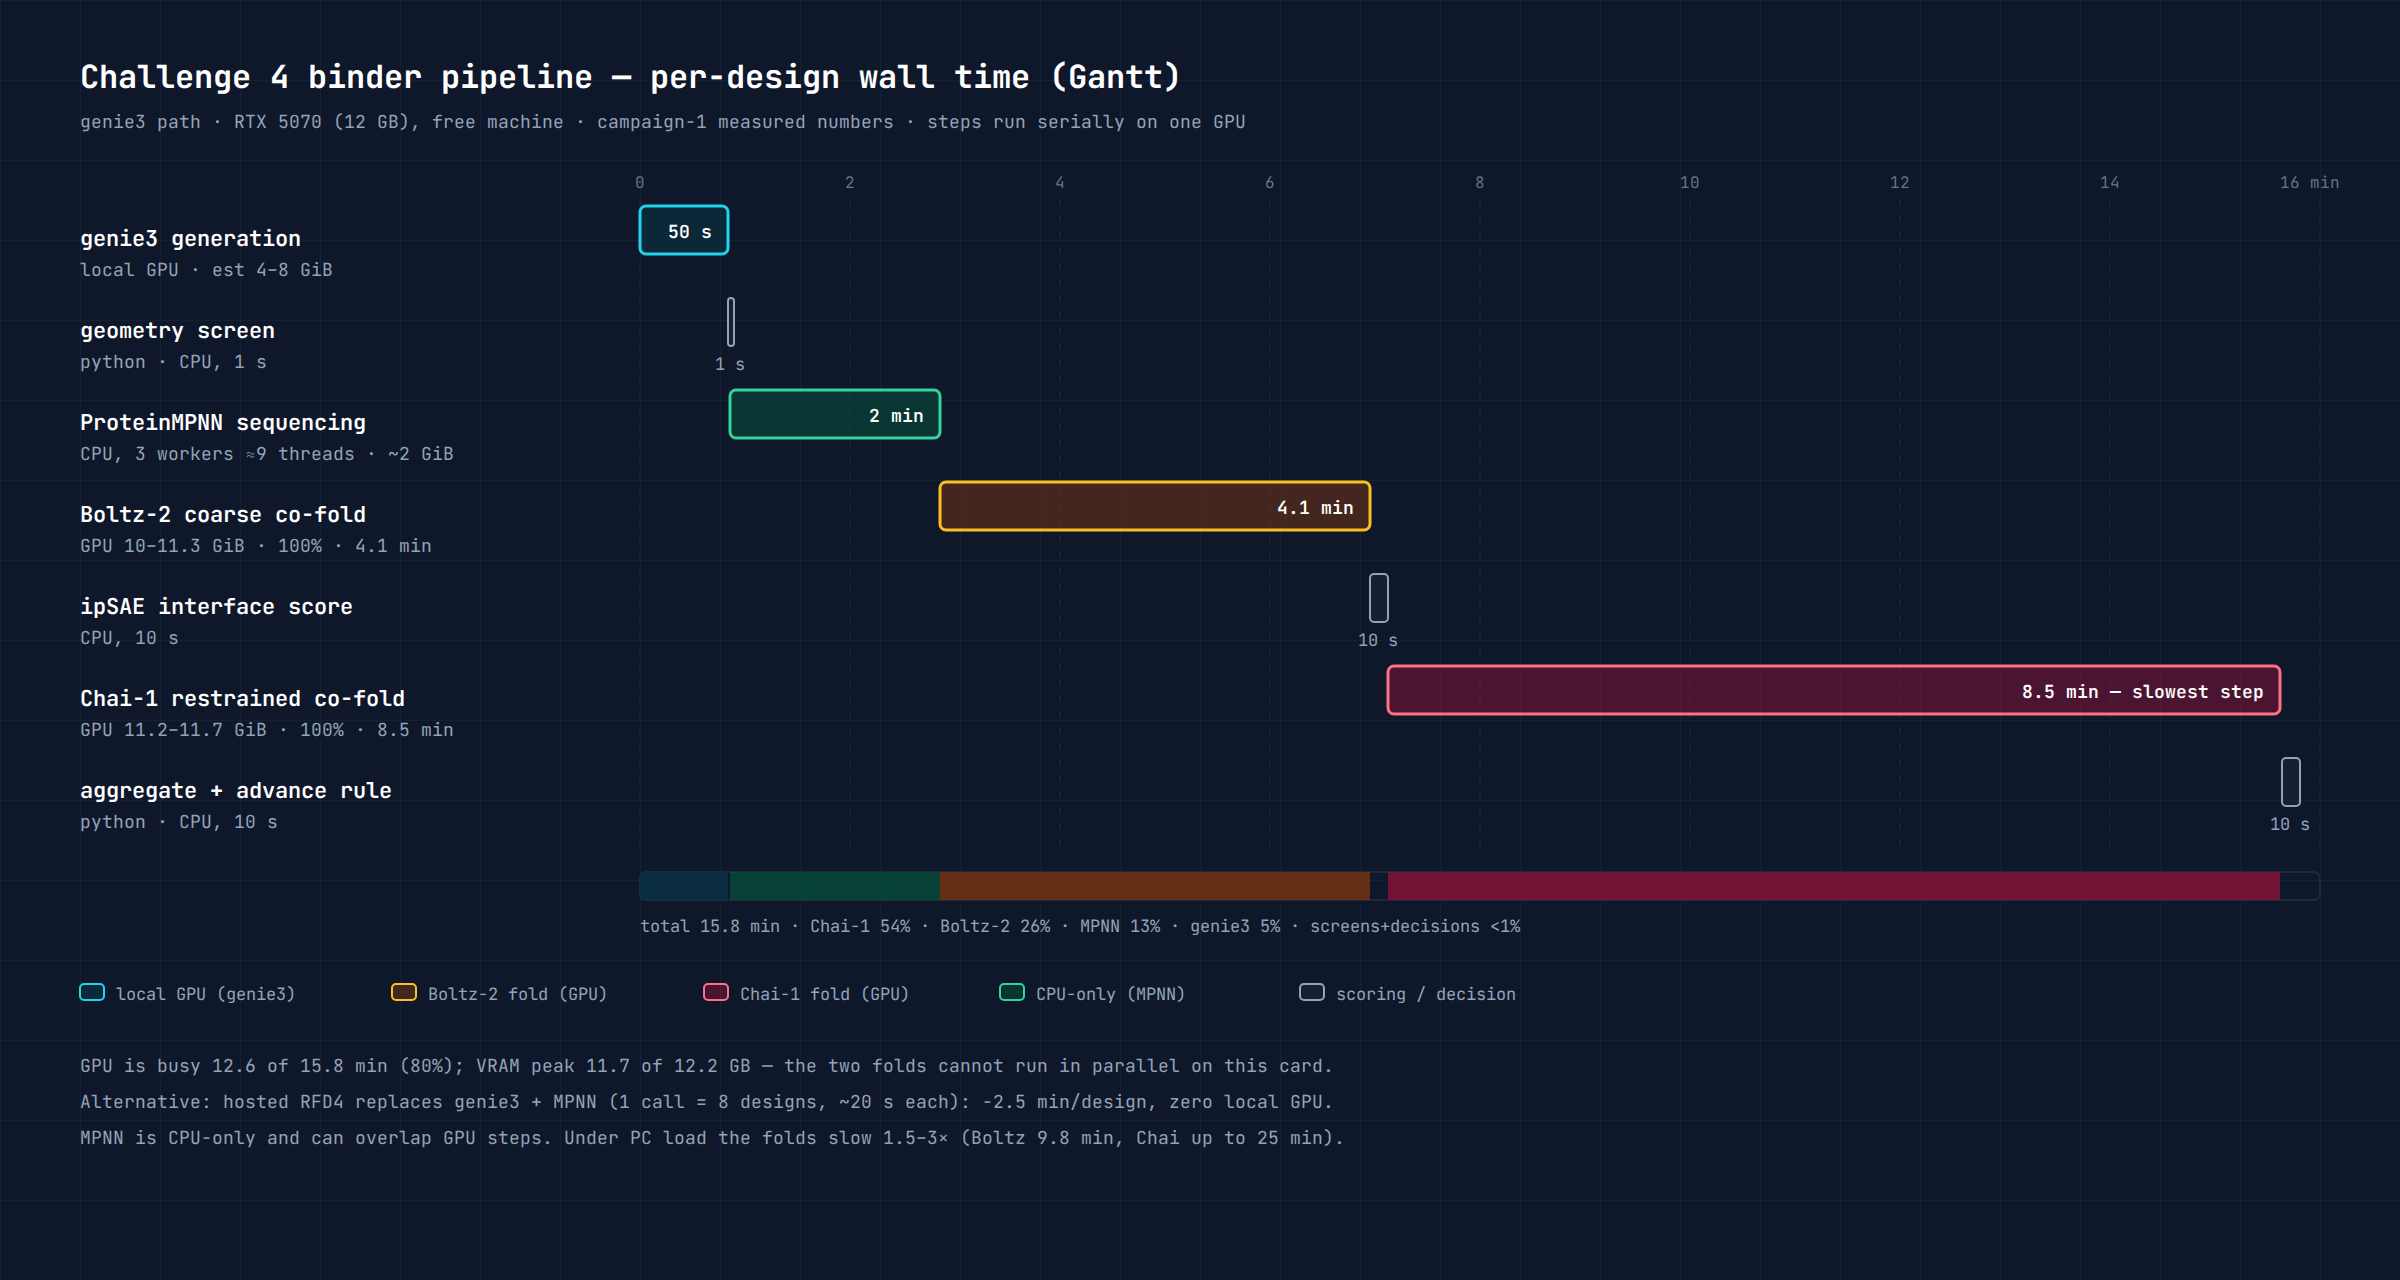 Challenge 4 binder pipeline — per-design wall time (Gantt)
genie3 path · RTX 5070 (12 GB), free machine · campaign-1 measured numbers · steps run serially on one GPU
0 2 4 6 8 10 12 14 16 min
genie3 generation
local GPU · est 4–8 GiB
50 s
geometry screen
python · CPU, 1 s
1 s
ProteinMPNN sequencing
CPU, 3 workers ≈9 threads · ~2 GiB
2 min
Boltz-2 coarse co-fold
GPU 10–11.3 GiB · 100% · 4.1 min
4.1 min
ipSAE interface score
CPU, 10 s
10 s
Chai-1 restrained co-fold
GPU 11.2–11.7 GiB · 100% · 8.5 min
8.5 min — slowest step
aggregate + advance rule
python · CPU, 10 s
10 s
total 15.8 min · Chai-1 54% · Boltz-2 26% · MPNN 13% · genie3 5% · screens+decisions <1%
local GPU (genie3) Boltz-2 fold (GPU) Chai-1 fold (GPU) CPU-only (MPNN) scoring / decision
GPU is busy 12.6 of 15.8 min (80%); VRAM peak 11.7 of 12.2 GB — the two folds cannot run in parallel on this card.
Alternative: hosted RFD4 replaces genie3 + MPNN (1 call = 8 designs, ~20 s each): -2.5 min/design, zero local GPU.
MPNN is CPU-only and can overlap GPU steps. Under PC load the folds slow 1.5–3× (Boltz 9.8 min, Chai up to 25 min).